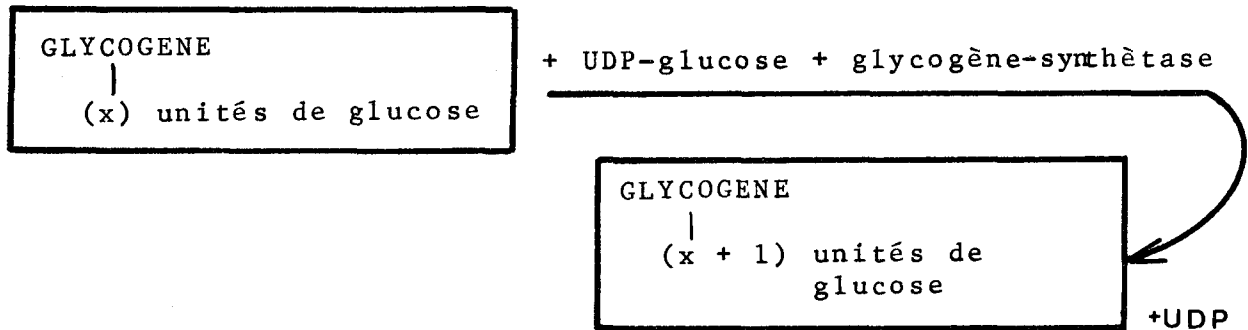 GLYCOGENE
(x) unités de glucose
+ UDP-glucose + glycogène-synthètase
GLYCOGENE
(x + 1) unités de
glucose
+UDP